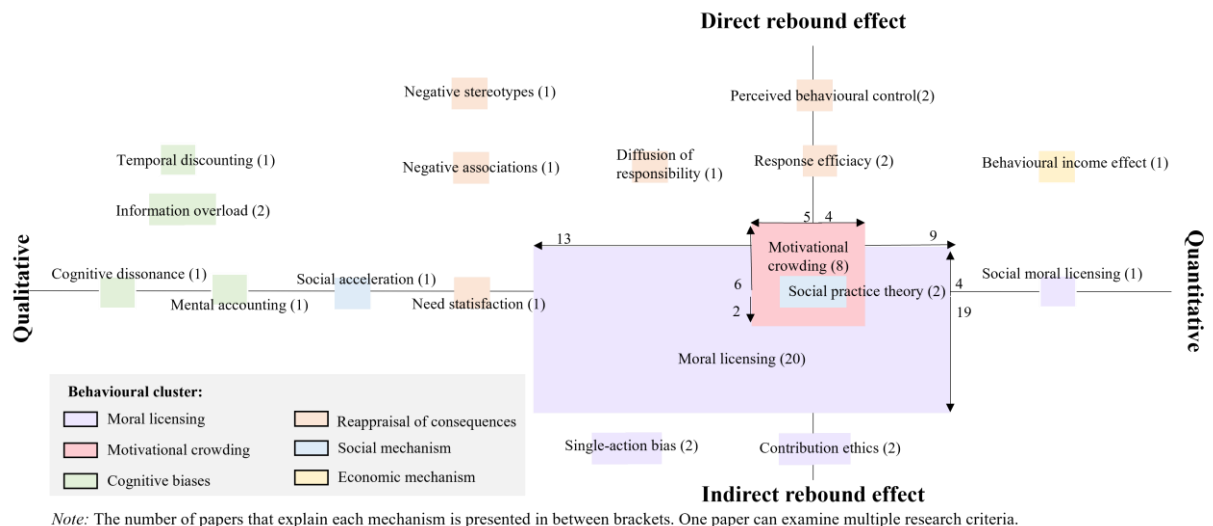 Direct rebound effect
Negative stereotypes (1)
Perceived behavioural control(2)
Temporal discounting (1)
Negative associations (1)
Diffusion of
responsibility (1)
Response efficiacy (2)
Behavioural income effect (1)
Information overload (2)
5 4
13
9
Motivational
crowding (8)
Qualitative
Quantitative
Cognitive dissonance (1)
Mental accounting (1)
Social acceleration (1)
Need satisfaction (1)
6
2
Social practice theory (2)
4
19
Social moral licensing (1)
Moral licensing (20)
Behavioural cluster:
Moral licensing
Motivational crowding
Cognitive biases
Reappraisal of consequences
Social mechanism
Economic mechanism
Single-action bias (2)
Contribution ethics (2)
Indirect rebound effect
Note: The number of papers that explain each mechanism is presented in between brackets. One paper can examine multiple research criteria.